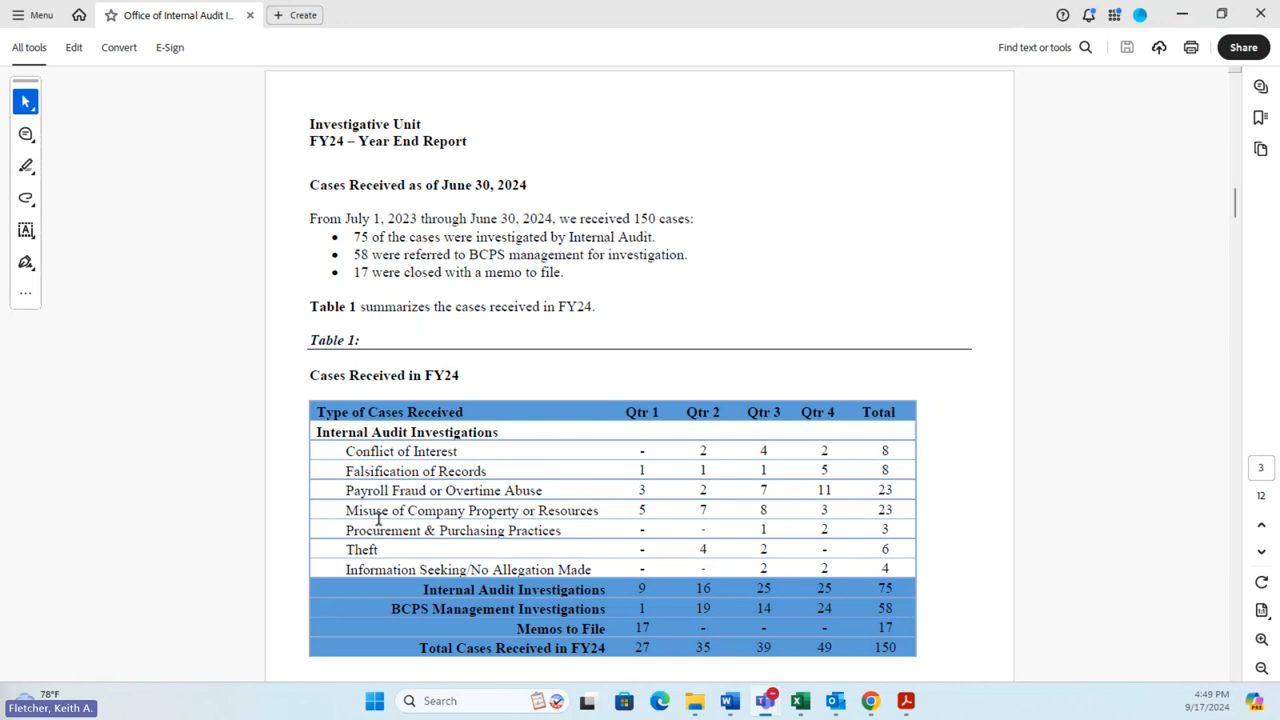 Menu
Office of Internal Audit I...
Create
All tools
Edit
Convert
E-Sign
Find text or tools
Share
Investigative Unit
FY24 – Year End Report
Cases Received as of June 30, 2024
From July 1, 2023 through June 30, 2024, we received 150 cases:
• 75 of the cases were investigated by Internal Audit.
• 58 were referred to BCPS management for investigation.
• 17 were closed with a memo to file.
Table 1 summarizes the cases received in FY24.
Table 1:
Cases Received in FY24
Type of Cases Received Qtr 1 Qtr 2 Qtr 3 Qtr 4 Total
Internal Audit Investigations
Conflict of Interest - 2 4 2 8
Falsification of Records 1 1 1 5 8
Payroll Fraud or Overtime Abuse 3 2 7 11 23
Misuse of Company Property or Resources 5 7 8 3 23
Procurement & Purchasing Practices - - 1 2 3
Theft - 4 2 - 6
Information Seeking/No Allegation Made - - 2 2 4
Internal Audit Investigations 9 16 25 25 75
BCPS Management Investigations 1 19 14 24 58
Memos to File 17 - - - 17
Total Cases Received in FY24 27 35 39 49 150
3
12
78°F
Fletcher, Keith A.
Search
4:49 PM
9/17/2024